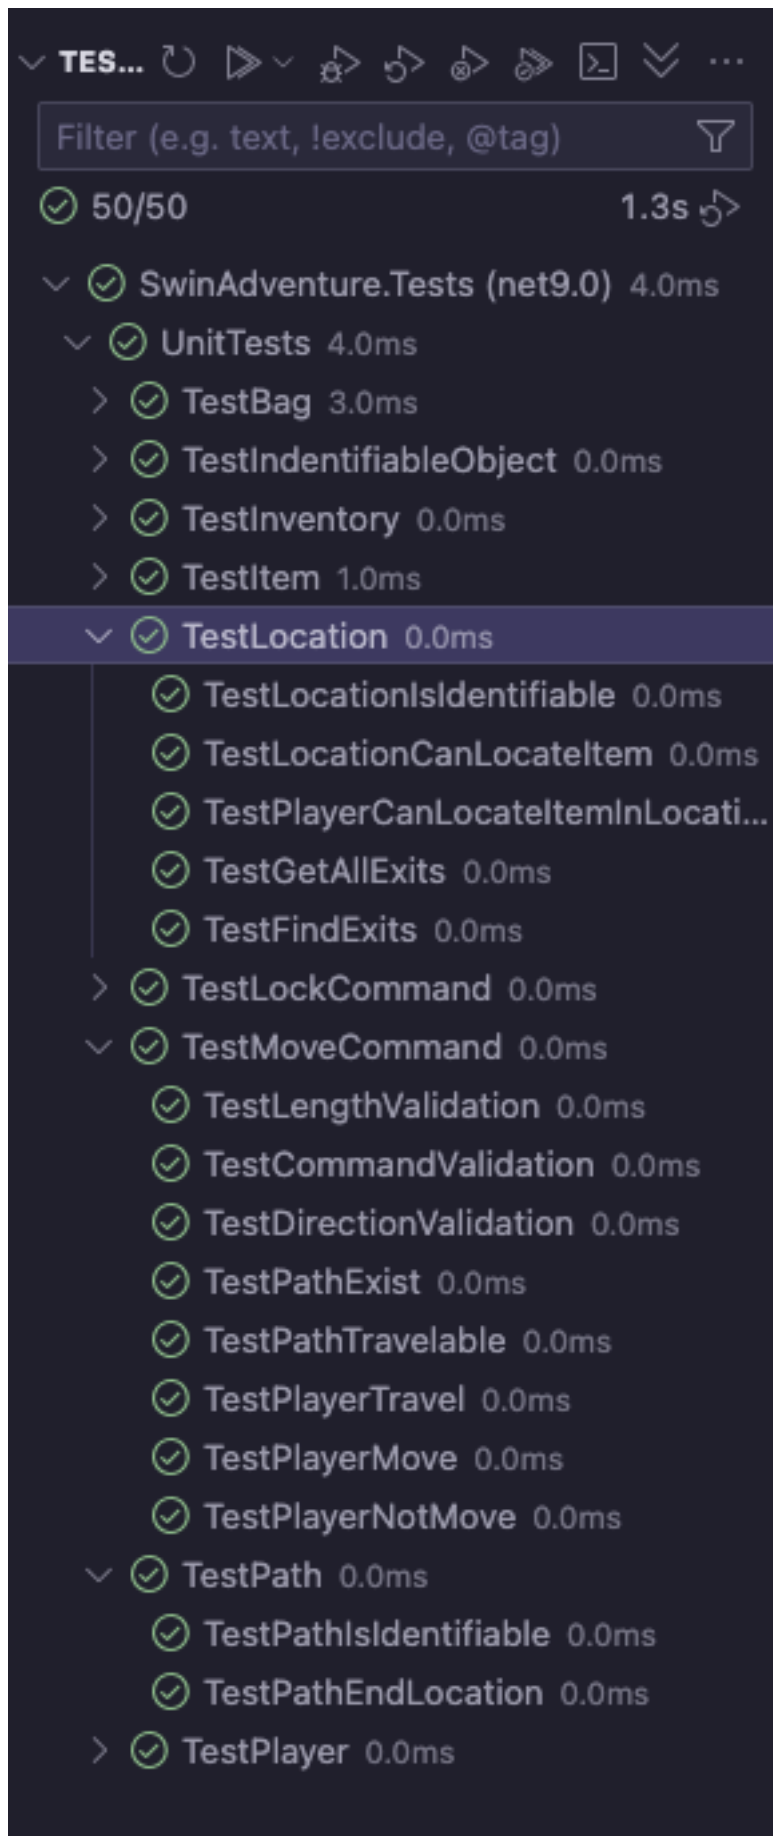 TES...
Filter (e.g. text, !exclude, @tag)
50/50 1.3s
SwinAdventure.Tests (net9.0) 4.0ms
UnitTests 4.0ms
TestBag 3.0ms
TestIndentifiableObject 0.0ms
TestInventory 0.0ms
TestItem 1.0ms
TestLocation 0.0ms
TestLocationIsIdentifiable 0.0ms
TestLocationCanLocateItem 0.0ms
TestPlayerCanLocateItemInLocati...
TestGetAllExits 0.0ms
TestFindExits 0.0ms
TestLockCommand 0.0ms
TestMoveCommand 0.0ms
TestLengthValidation 0.0ms
TestCommandValidation 0.0ms
TestDirectionValidation 0.0ms
TestPathExist 0.0ms
TestPathTravelable 0.0ms
TestPlayerTravel 0.0ms
TestPlayerMove 0.0ms
TestPlayerNotMove 0.0ms
TestPath 0.0ms
TestPathIsIdentifiable 0.0ms
TestPathEndLocation 0.0ms
TestPlayer 0.0ms